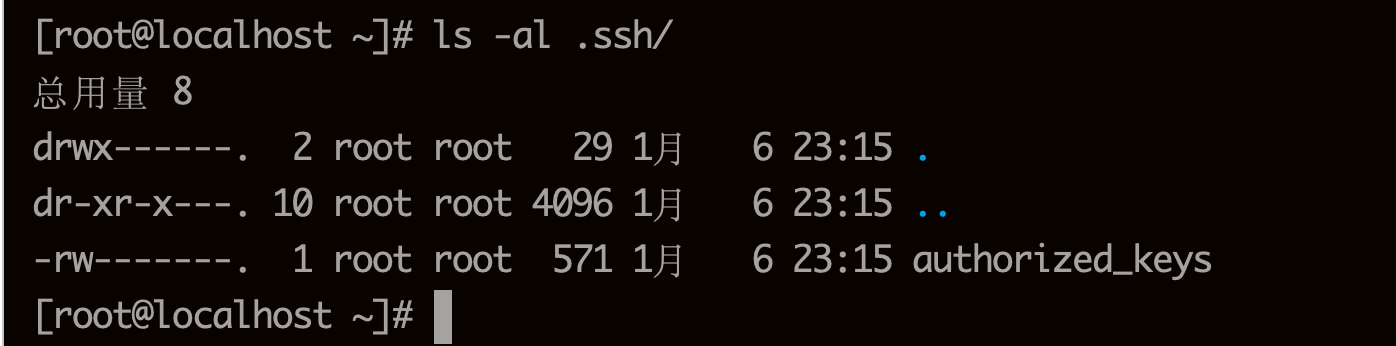 [root@localhost ~]# ls -al .ssh/
总用量 8
drwx------.  2 root root   29 1月   6 23:15 .
dr-xr-x---. 10 root root 4096 1月   6 23:15 ..
-rw-------.  1 root root  571 1月   6 23:15 authorized_keys
[root@localhost ~]#